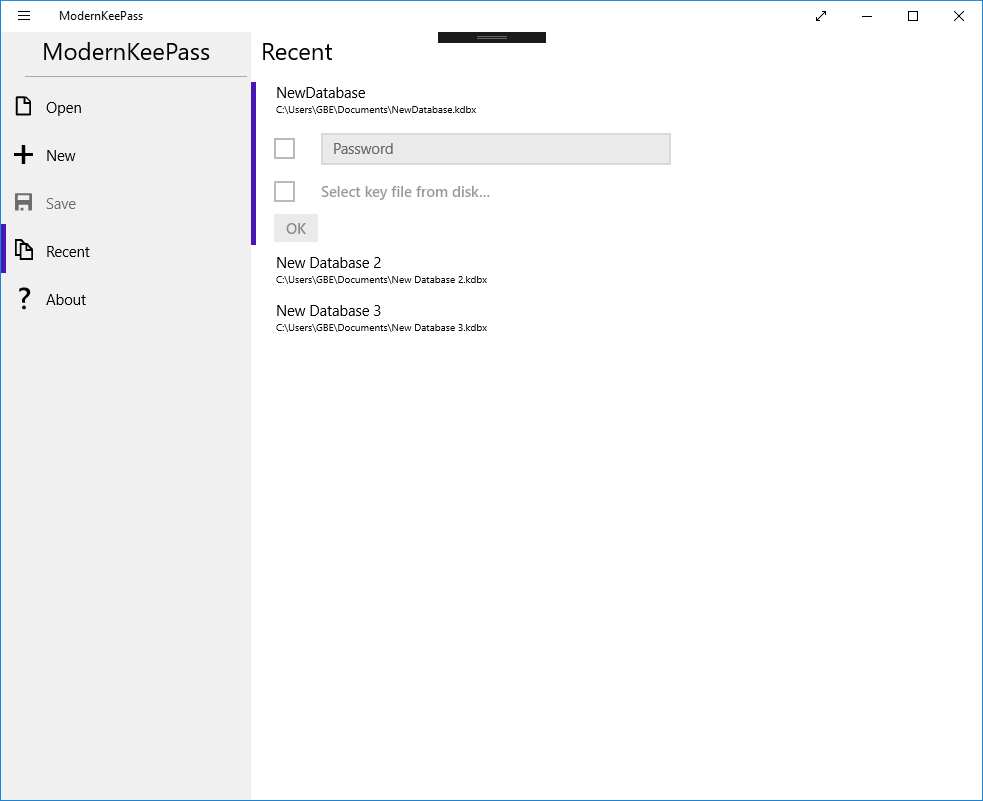 ModernKeePass
ModernKeePass
Open
New
Save
Recent
About
Recent
NewDatabase
C:\Users\GBE\Documents\NewDatabase.kdbx
Password
Select key file from disk...
OK
New Database 2
C:\Users\GBE\Documents\New Database 2.kdbx
New Database 3
C:\Users\GBE\Documents\New Database 3.kdbx